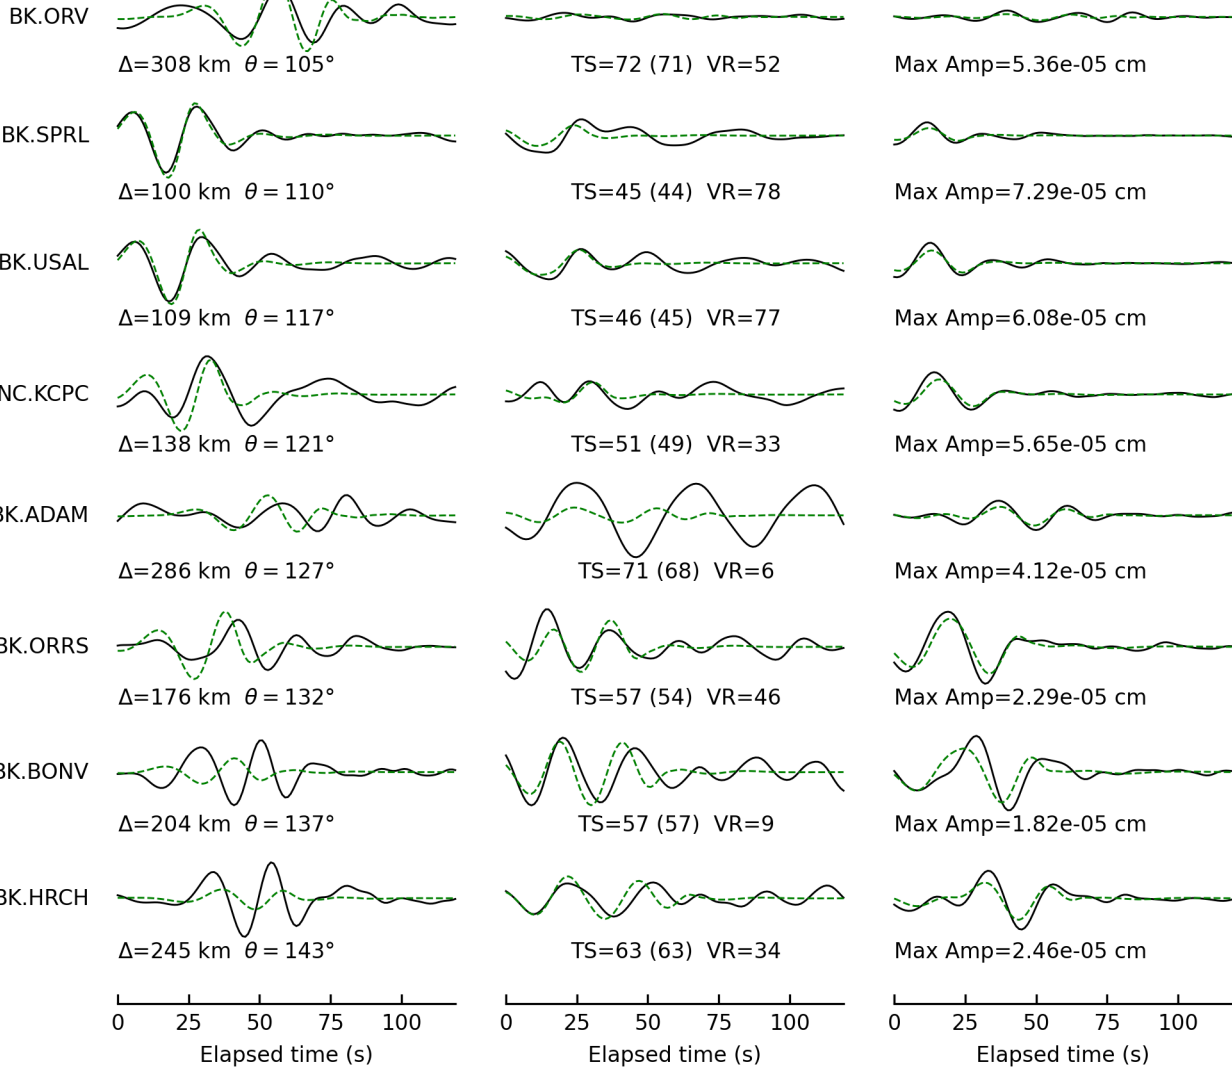 BK.ORV
Δ=308 km θ = 105° TS=72 (71) VR=52 Max Amp=5.36e-05 cm
BK.SPRL
Δ=100 km θ = 110° TS=45 (44) VR=78 Max Amp=7.29e-05 cm
BK.USAL
Δ=109 km θ = 117° TS=46 (45) VR=77 Max Amp=6.08e-05 cm
NC.KCPC
Δ=138 km θ = 121° TS=51 (49) VR=33 Max Amp=5.65e-05 cm
BK.ADAM
Δ=286 km θ = 127° TS=71 (68) VR=6 Max Amp=4.12e-05 cm
BK.ORRS
Δ=176 km θ = 132° TS=57 (54) VR=46 Max Amp=2.29e-05 cm
BK.BONV
Δ=204 km θ = 137° TS=57 (57) VR=9 Max Amp=1.82e-05 cm
BK.HRCH
Δ=245 km θ = 143° TS=63 (63) VR=34 Max Amp=2.46e-05 cm
0 25 50 75 100 0 25 50 75 100 0 25 50 75 100
Elapsed time (s) Elapsed time (s) Elapsed time (s)